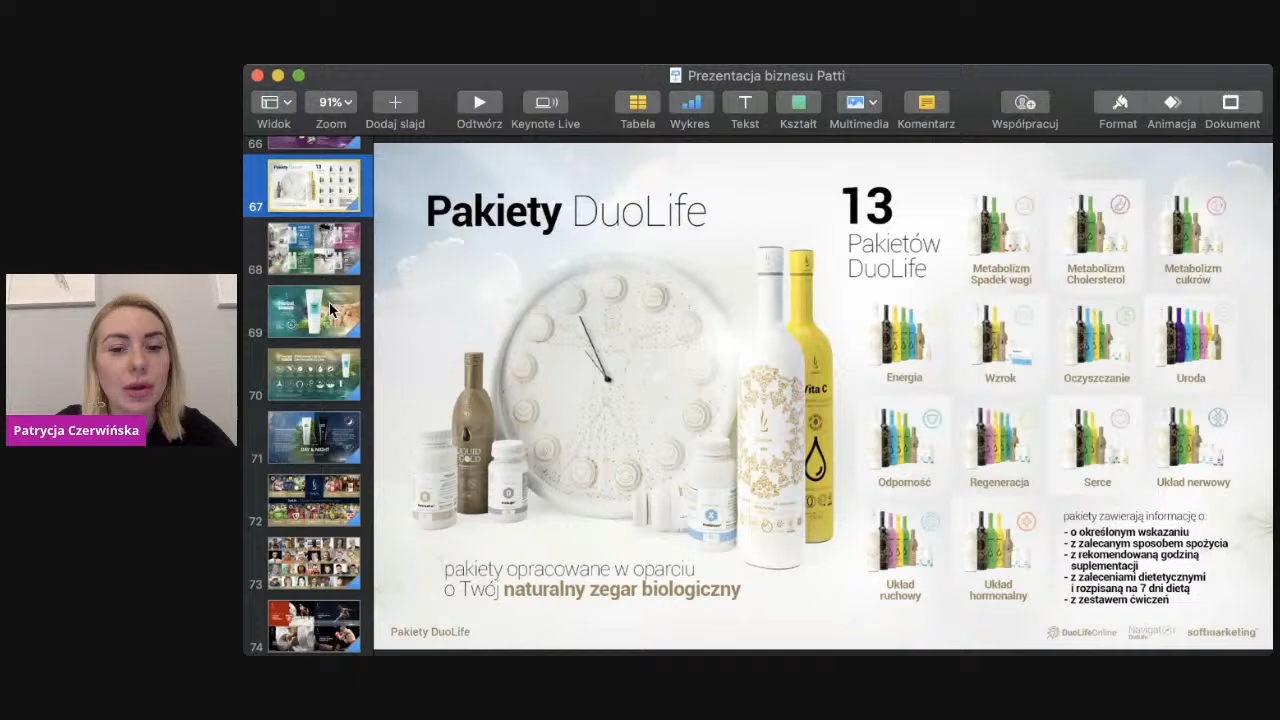 Prezentacja biznesu Patti
91%
Widok
Zoom
Dodaj slajd
Odtwórz
Keynote Live
Tabela
Wykres
Tekst
Kształt
Multimedia
Komentarz
Współpracuj
Format
Animacja
Dokument
66
67
68
69
70
71
72
73
74
Patrycja Czerwińska
Pakiety DuoLife
13
Pakietów
DuoLife
Metabolizm
Spadek wagi
Metabolizm
Cholersterol
Metabolizm
cukrów
Energia
Wzrok
Oczyszczanie
Uroda
Odporność
Regeneracja
Serce
Układ nerwowy
Układ
ruchowy
Układ
hormonalny
Vita C
pakiety zawierają informację o:
- o określonym wskazaniu
- z zalecanym sposobem spożycia
- z rekomendowaną godziną
suplementacji
- z zaleceniami dietetycznymi
i rozpisaną na 7 dni dietą
- z zestawem ćwiczeń
pakiety opracowane w oparciu
o Twój naturalny zegar biologiczny
Pakiety DuoLife
DuoLifeOnline
Navigation
DuoLife
softmarketing